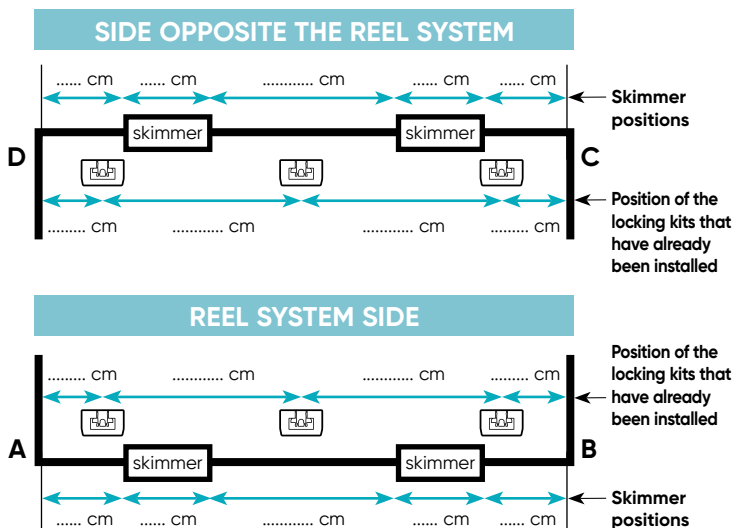 SIDE OPPOSITE THE REEL SYSTEM
...... cm ...... cm ............ cm ...... cm ...... cm
Skimmer
positions
skimmer skimmer
D C
Position of the
locking kits that
have already
been installed
......... cm ............ cm ............ cm ......... cm
REEL SYSTEM SIDE
Position of the
locking kits that
have already
been installed
......... cm ............ cm ............ cm ......... cm
A B
skimmer skimmer
Skimmer
positions
...... cm ...... cm ............ cm ...... cm ...... cm